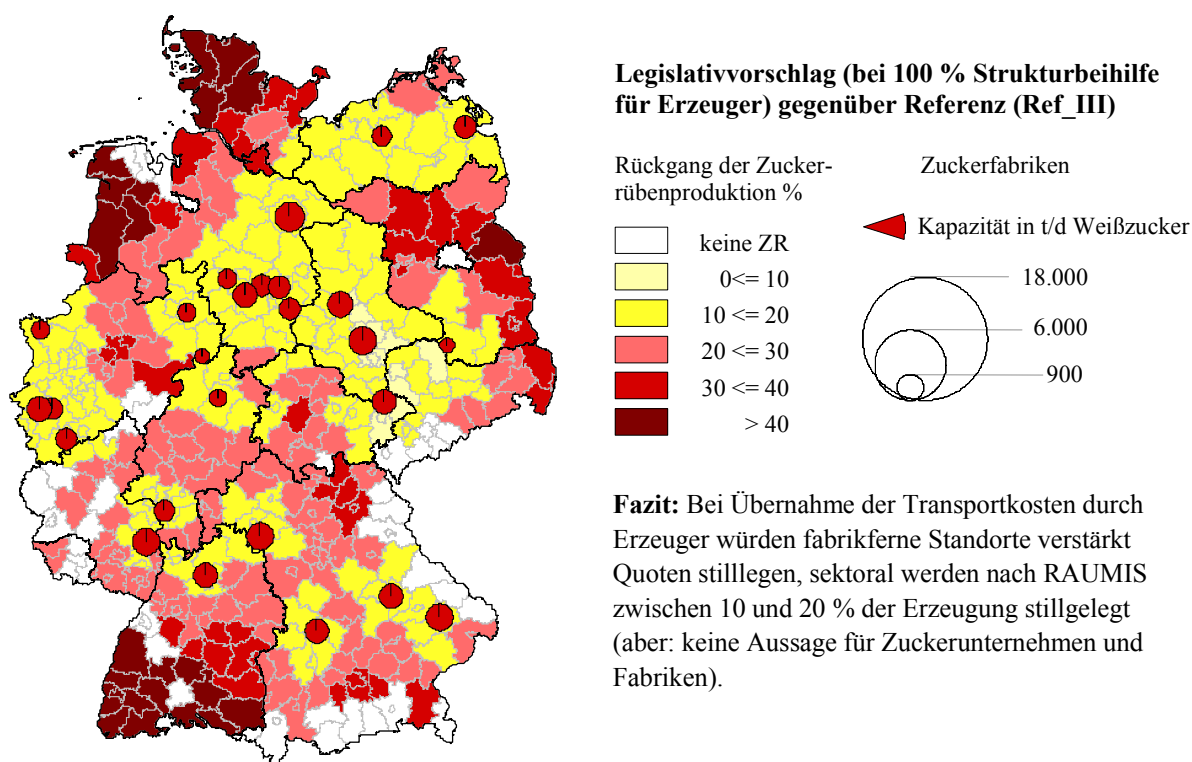 Legislativvorschlag (bei 100 % Strukturbeihilfe
für Erzeuger) gegenüber Referenz (Ref_III)
Rückgang der Zucker-
rübenproduktion %
keine ZR
0<= 10
10 <= 20
20 <= 30
30 <= 40
> 40
Zuckerfabriken
Kapazität in t/d Weißzucker
18.000
6.000
900
Fazit: Bei Übernahme der Transportkosten durch
Erzeuger würden fabrikferne Standorte verstärkt
Quoten stilllegen, sektoral werden nach RAUMIS
zwischen 10 und 20 % der Erzeugung stillgelegt
(aber: keine Aussage für Zuckerunternehmen und
Fabriken).